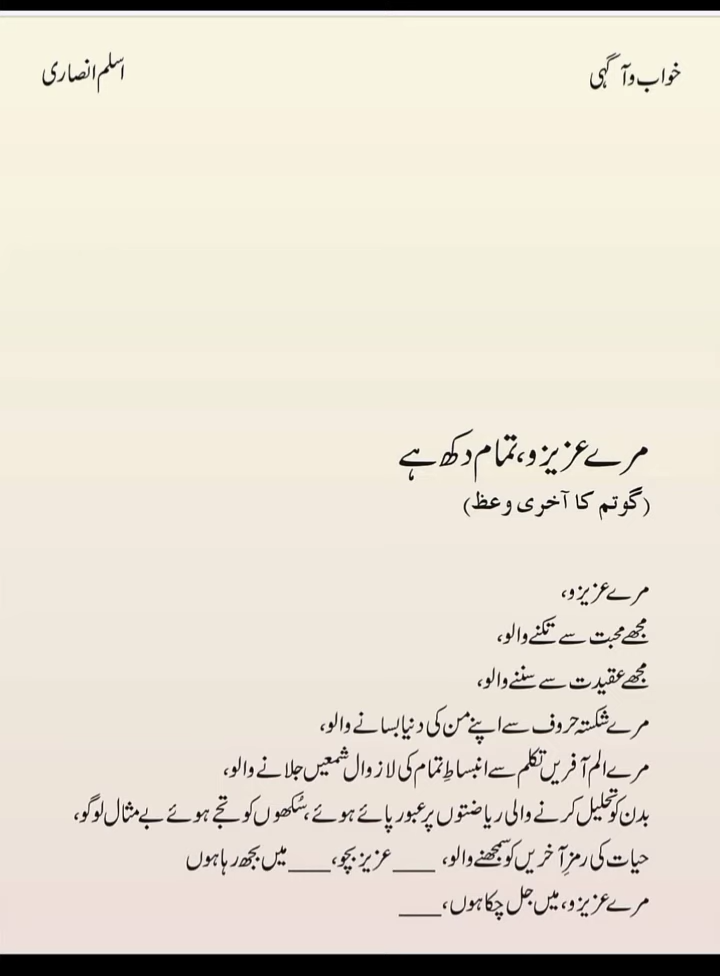 خواب و آگہی
اسلم انصاری
مرے عزیزو، تمام دکھ ہے
(گوتم کا آخری وعظ)
مرے عزیزو،
مجھے محبت سے تکنے والو،
مجھے عقیدت سے سننے والو،
مرے شکستہ حروف سے اپنے من کی دنیا بسانے والو،
مرے الم آفریں تکلم سے انبساطِ تمام کی لازوال شمعیں جلانے والو،
بدن کو تحلیل کرنے والی ریاضتوں پر عبور پائے ہوئے، سُکھوں کو تجے ہوئے بے مثال لوگو،
حیات کی رمزِ آخریں کو سمجھنے والو، ____ عزیز بچو، ____ میں بجھ رہا ہوں
مرے عزیزو، میں جل چکا ہوں، ____